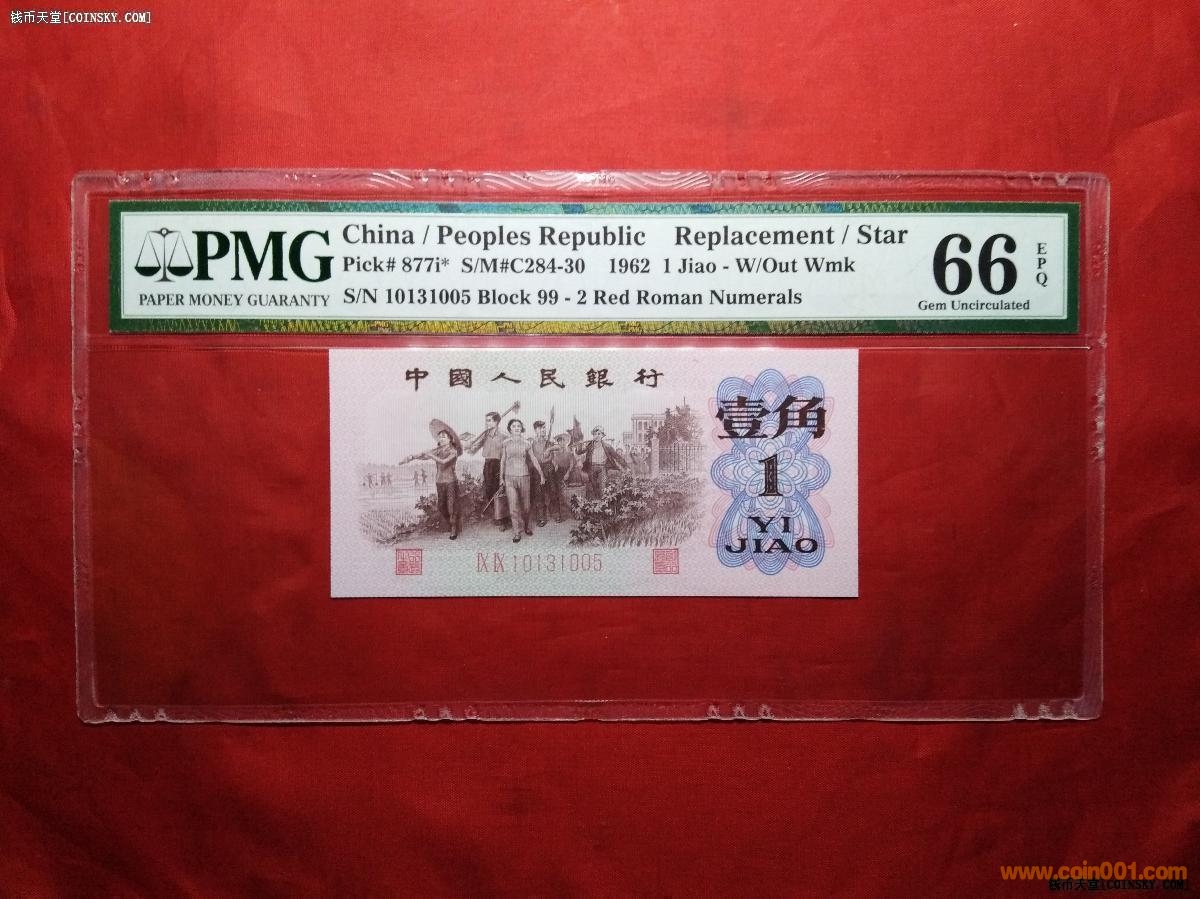 钱币天堂[COINSKY.COM]
PMG
PAPER MONEY GUARANTY
China / Peoples Republic Replacement / Star
Pick# 877i* S/M#C284-30 1962 1 Jiao - W/Out Wmk
S/N 10131005 Block 99 - 2 Red Roman Numerals
66
EPQ
Gem Uncirculated
中國人民銀行
壹角
1
YI
JIAO
IX IX 10131005
www.coin001.com
钱币天堂[COINSKY.COM]